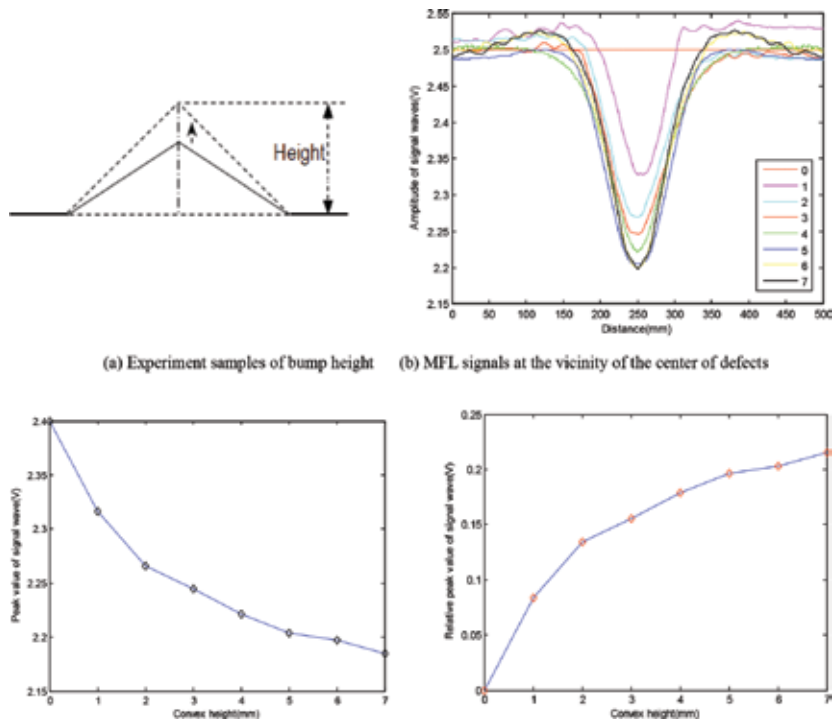 Height
2.55
2.5
2.45
2.4
2.35
2.3
2.25
2.2
2.15
Amplitude of signal waves(V)
0
1
2
3
4
5
6
7
0 50 100 150 200 250 300 350 400 450 500
Distance(mm)
(a) Experiment samples of bump height
(b) MFL signals at the vicinity of the center of defects
2.40
2.3
2.30
2.25
2.20
2.15
Peak value of signal wave(V)
0 1 2 3 4 5 6 7
Convex height(mm)
0.25
0.2
0.15
0.1
0.05
0
Relative peak value of signal wave(V)
0 1 2 3 4 5 6 7
Convex height(mm)